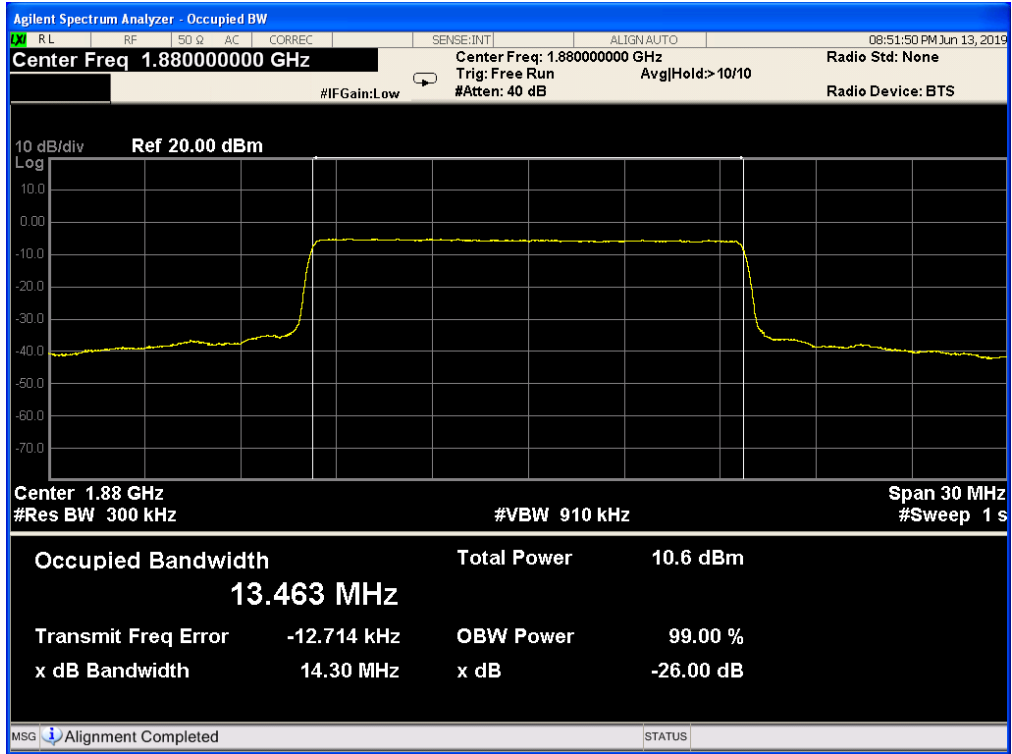 Agilent Spectrum Analyzer - Occupied BW
LXI RL RF 50 Ω AC CORREC SENSE:INT ALIGN AUTO 08:51:50 PM Jun 13, 2019
Center Freq 1.880000000 GHz Center Freq: 1.880000000 GHz Radio Std: None
Trig: Free Run Avg|Hold:>10/10
#IFGain:Low #Atten: 40 dB Radio Device: BTS
10 dB/div Ref 20.00 dBm
Log
10.0
0.00
-10.0
-20.0
-30.0
-40.0
-50.0
-60.0
-70.0
Center 1.88 GHz Span 30 MHz
#Res BW 300 kHz #VBW 910 kHz #Sweep 1 s
Occupied Bandwidth Total Power 10.6 dBm
13.463 MHz
Transmit Freq Error -12.714 kHz OBW Power 99.00 %
x dB Bandwidth 14.30 MHz x dB -26.00 dB
MSG Alignment Completed STATUS